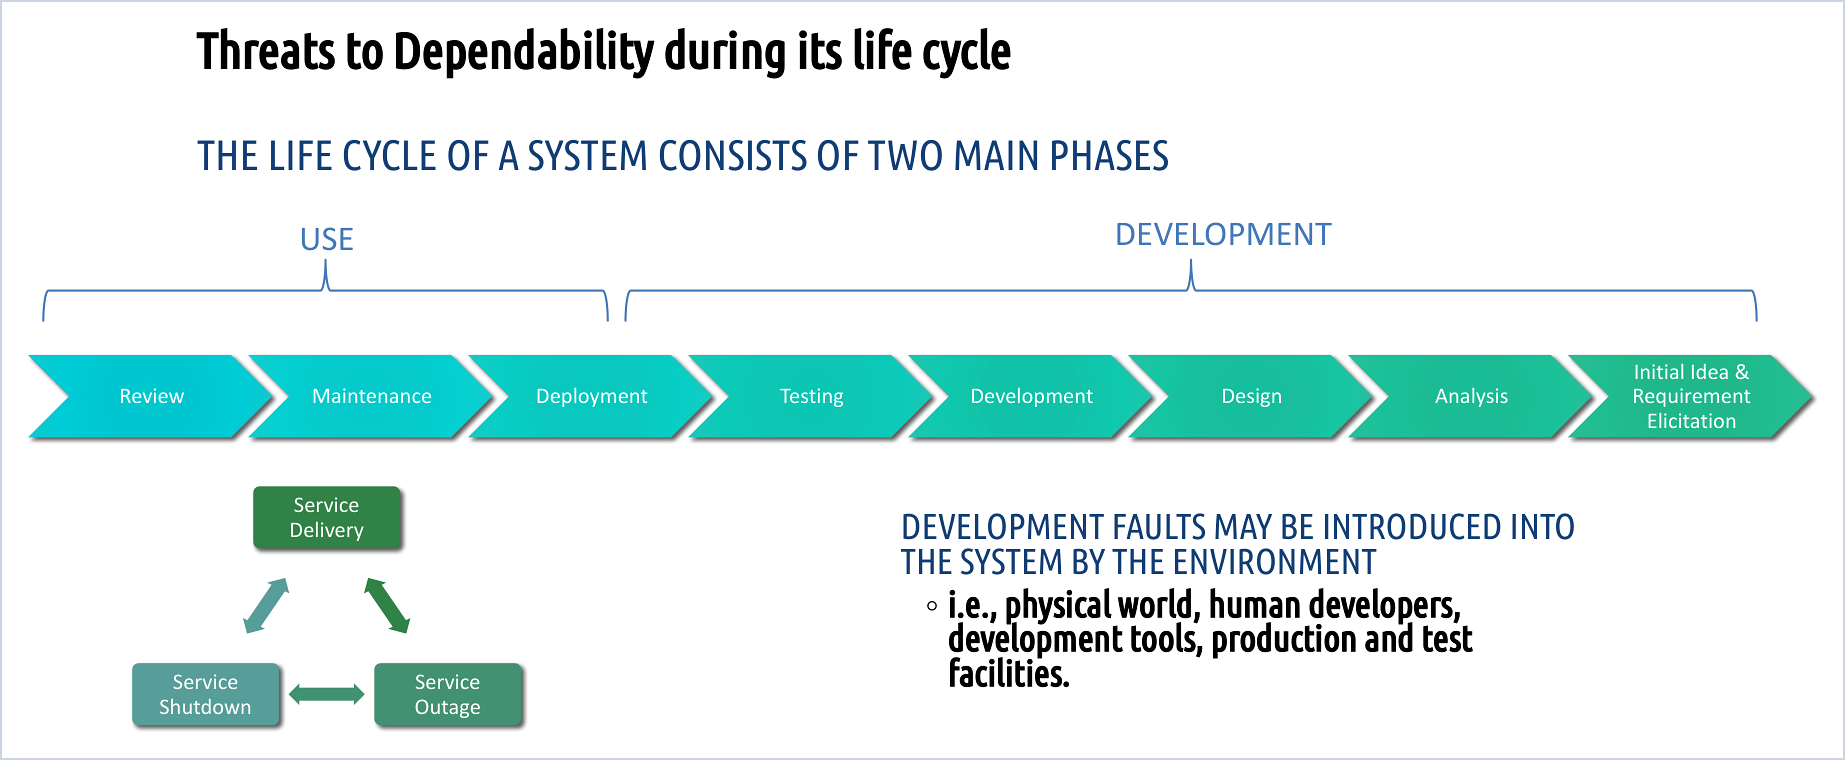 Threats to Dependability during its life cycle
THE LIFE CYCLE OF A SYSTEM CONSISTS OF TWO MAIN PHASES
USE
DEVELOPMENT
Review
Maintenance
Deployment
Testing
Development
Design
Analysis
Initial Idea &
Requirement
Elicitation
Service
Delivery
Service
Shutdown
Service
Outage
DEVELOPMENT FAULTS MAY BE INTRODUCED INTO
THE SYSTEM BY THE ENVIRONMENT
◦ i.e., physical world, human developers,
development tools, production and test
facilities.